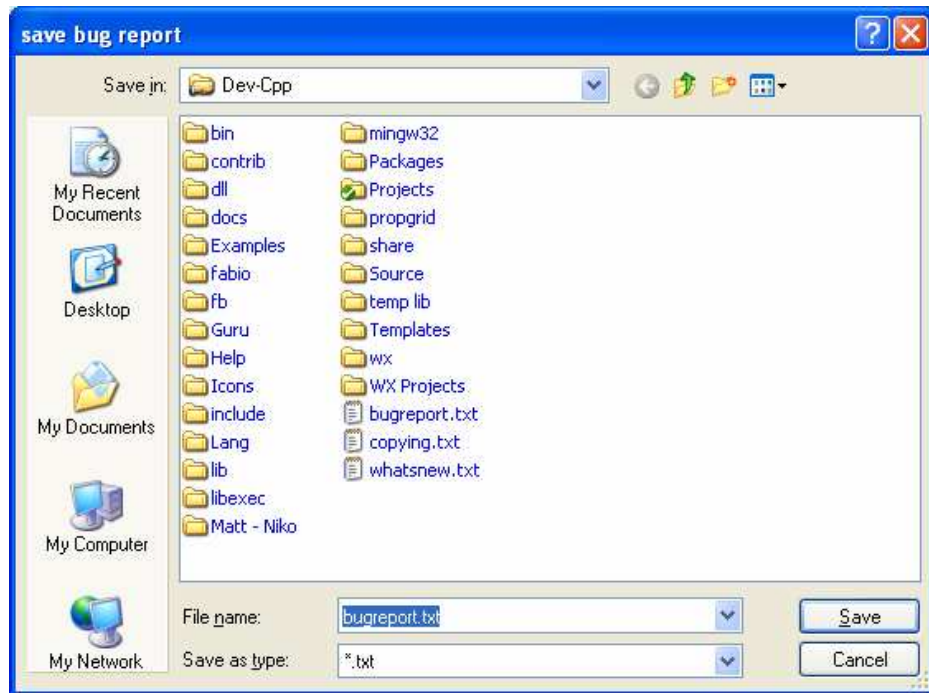 save bug report
Save in:
Dev-Cpp
My Recent
Documents
Desktop
My Documents
My Computer
My Network
bin
contrib
dll
docs
Examples
fabio
fb
Guru
Help
Icons
include
Lang
lib
libexec
Matt - Niko
mingw32
Packages
Projects
propgrid
share
Source
temp lib
Templates
wx
WX Projects
bugreport.txt
copying.txt
whatsnew.txt
File name:
bugreport.txt
Save
Save as type:
*.txt
Cancel